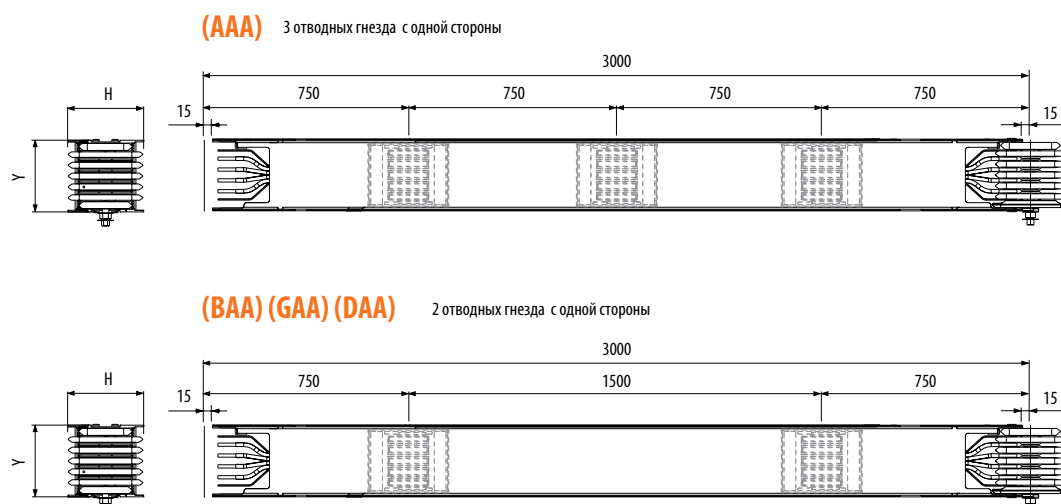 (AAA) 3 отводных гнезда с одной стороны
3000
750 750 750 750
H 15 15
Y
(BAA) (GAA) (DAA) 2 отводных гнезда с одной стороны
3000
750 1500 750
H 15 15
Y